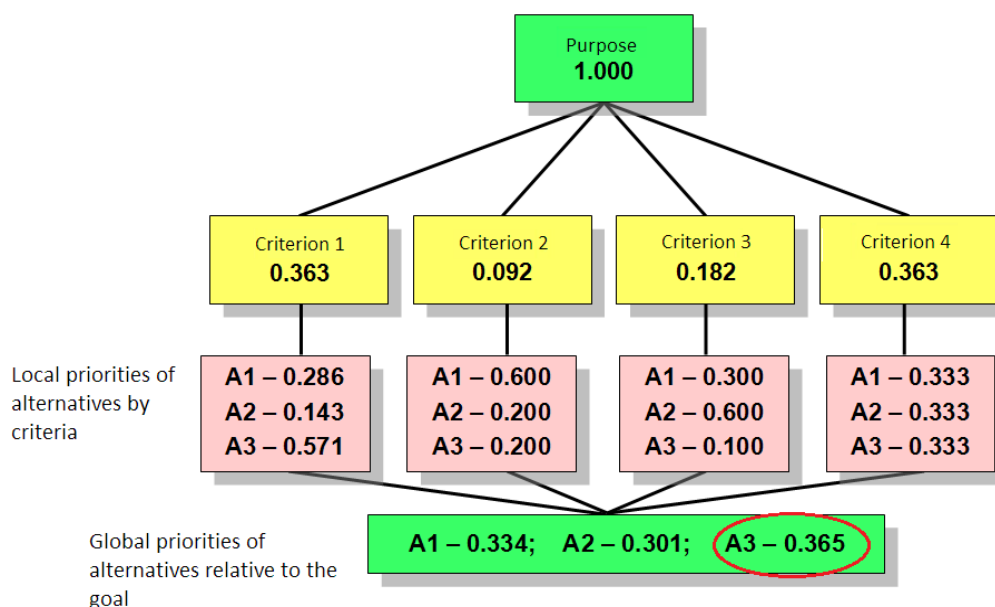 Purpose
1.000
Criterion 1
0.363
Criterion 2
0.092
Criterion 3
0.182
Criterion 4
0.363
Local priorities of
alternatives by
criteria
A1 – 0.286
A2 – 0.143
A3 – 0.571
A1 – 0.600
A2 – 0.200
A3 – 0.200
A1 – 0.300
A2 – 0.600
A3 – 0.100
A1 – 0.333
A2 – 0.333
A3 – 0.333
Global priorities of
alternatives relative to the
goal
A1 – 0.334; A2 – 0.301; A3 – 0.365